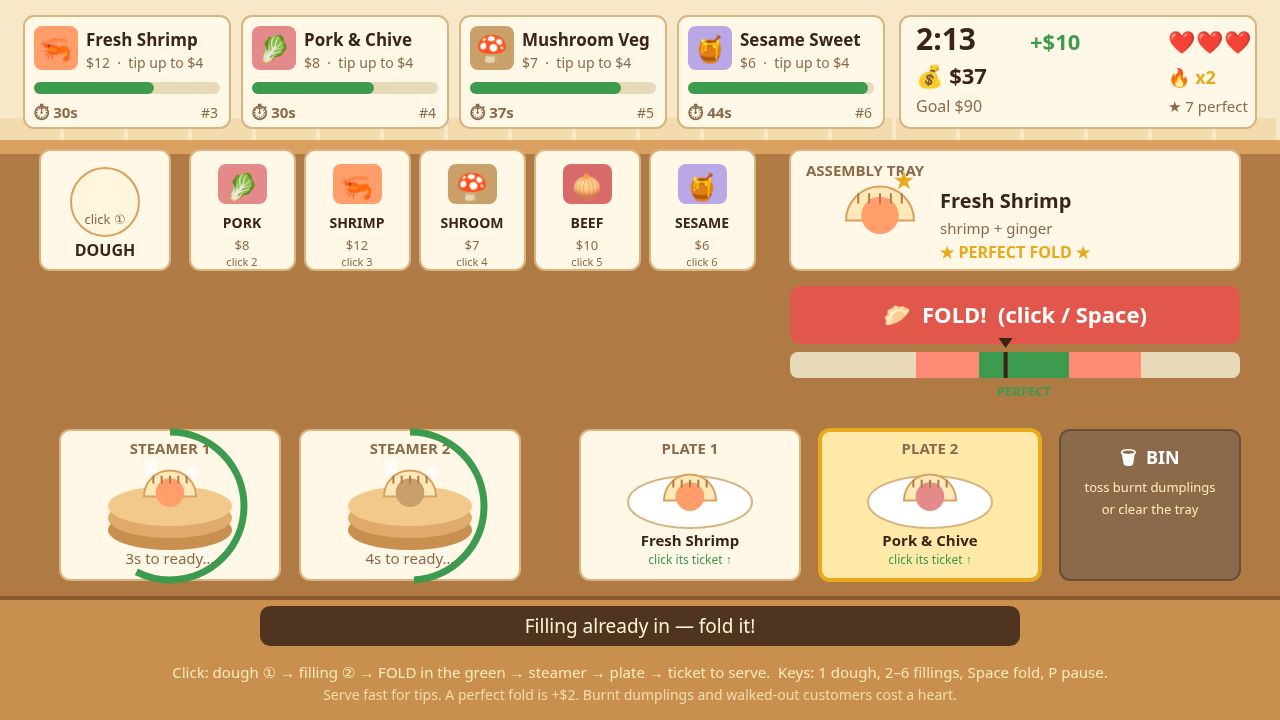 Fresh Shrimp
$12 · tip up to $4
⏱ 30s
#3
Pork & Chive
$8 · tip up to $4
⏱ 30s
#4
Mushroom Veg
$7 · tip up to $4
⏱ 37s
#5
Sesame Sweet
$6 · tip up to $4
⏱ 44s
#6
2:13
+$10
$37
x2
Goal $90
★ 7 perfect
click ①
DOUGH
PORK
$8
click 2
SHRIMP
$12
click 3
SHROOM
$7
click 4
BEEF
$10
click 5
SESAME
$6
click 6
ASSEMBLY TRAY
Fresh Shrimp
shrimp + ginger
★ PERFECT FOLD ★
FOLD! (click / Space)
PERFECT
STEAMER 1
3s to ready…
STEAMER 2
4s to ready…
PLATE 1
Fresh Shrimp
click its ticket ↑
PLATE 2
Pork & Chive
click its ticket ↑
BIN
toss burnt dumplings
or clear the tray
Filling already in — fold it!
Click: dough ① → filling ② → FOLD in the green → steamer → plate → ticket to serve. Keys: 1 dough, 2–6 fillings, Space fold, P pause.
Serve fast for tips. A perfect fold is +$2. Burnt dumplings and walked-out customers cost a heart.